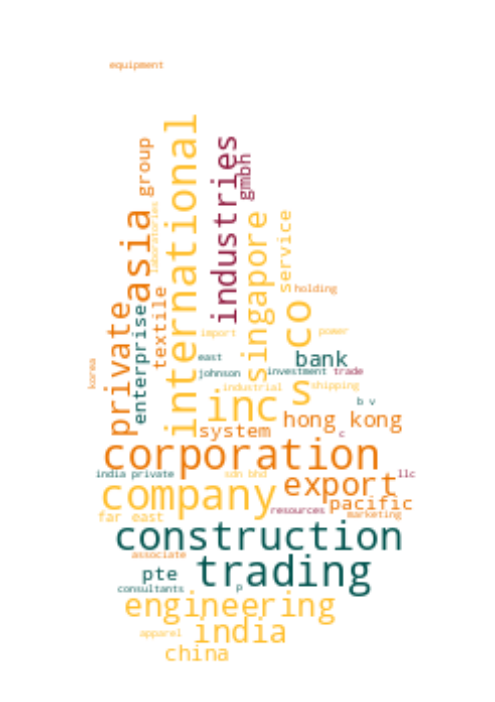 equipment
group
international
industries
gmbh
asia
laboratories
singapore
service
textile
holding
private
enterprise
co
import
power
east
bank
korea
johnson
investment
trade
industrial
s
shipping
inc
b v
hong kong
system
c
corporation
india private
sdn bhd
export
llc
company
pacific
far east
resources
marketing
construction
associate
pte
trading
consultants
p
engineering
apparel
india
china